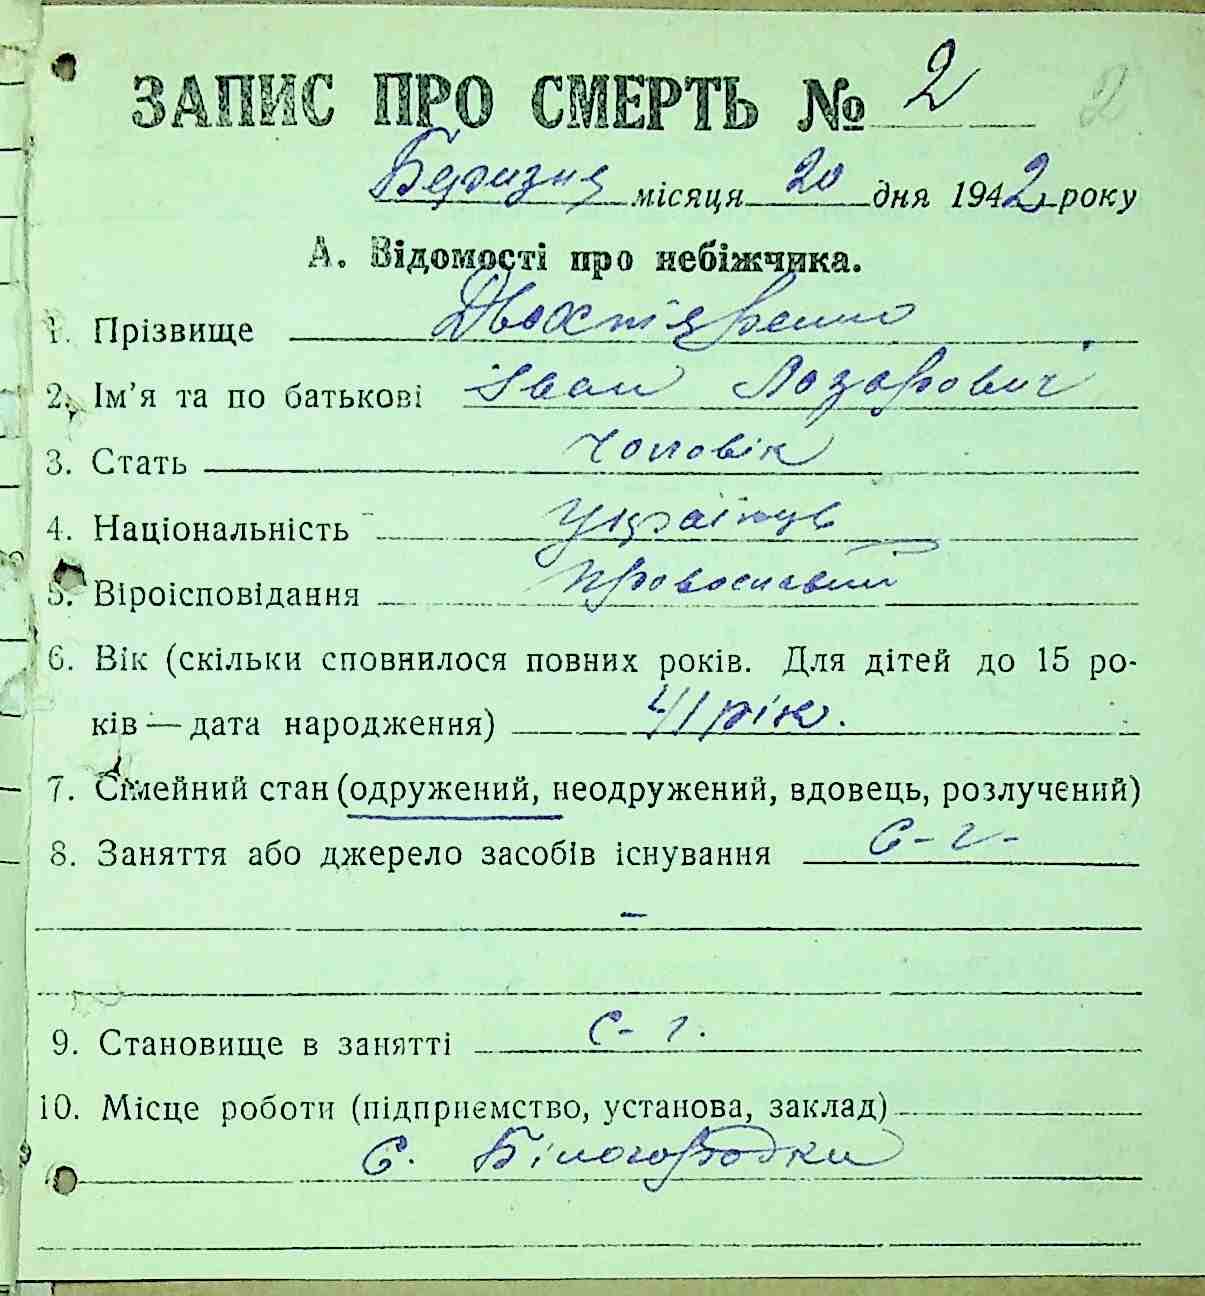 ЗАПИС ПРО СМЕРТЬ № 2 2
Березня місяця 20 дня 1942 року
А. Відомості про небіжчика.
1. Прізвище
2. Ім'я та по батькові Іван Лазарович
3. Стать Чоловік
4. Національність Українць
5. Віроісповідання Православний
6. Вік (скільки сповнилося повних років. Для дітей до 15 ро-
ків — дата народження) 41 рік.
7. Сімейний стан (одружений, неодружений, вдовець, розлучений)
8. Заняття або джерело засобів існування С-г-
-
9. Становище в занятті С-г.
10. Місце роботи (підприємство, установа, заклад)
С. Білогородки